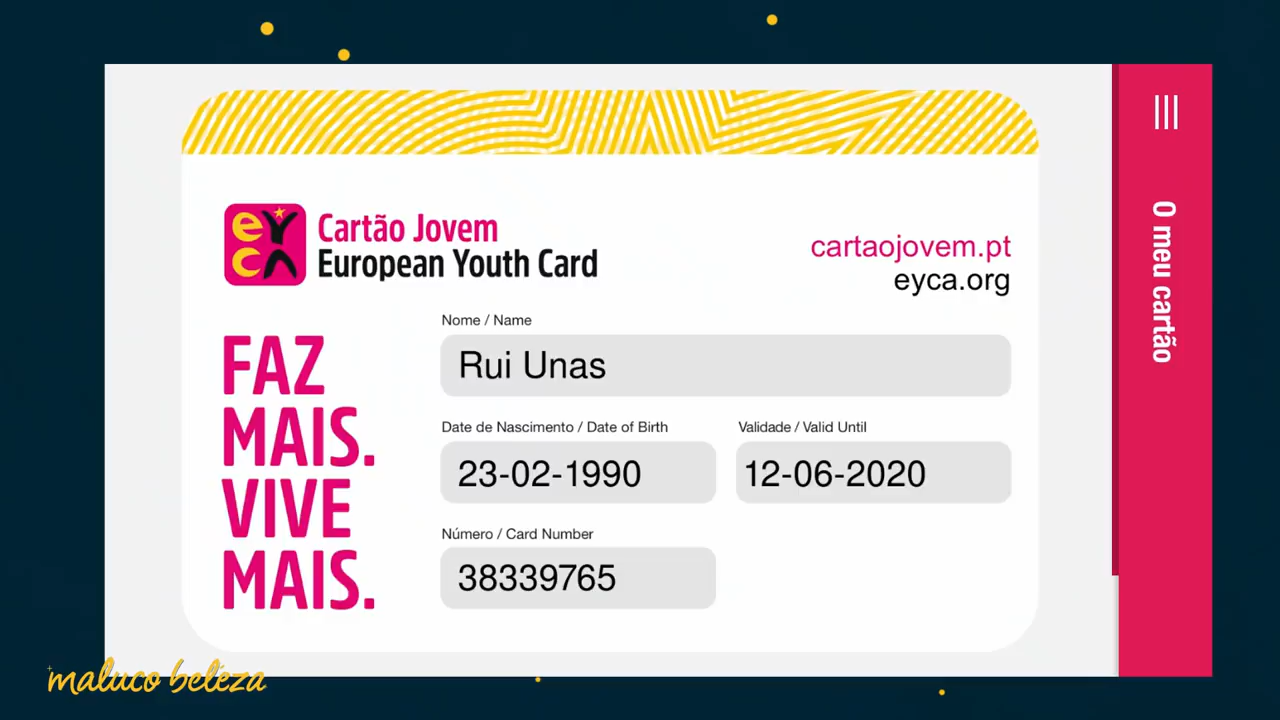 eyca
Cartão Jovem
European Youth Card
cartaojovem.pt
eyca.org
FAZ
MAIS.
VIVE
MAIS.
Nome / Name
Rui Unas
Date de Nascimento / Date of Birth
23-02-1990
Validade / Valid Until
12-06-2020
Número / Card Number
38339765
O meu cartão
maluco beleza